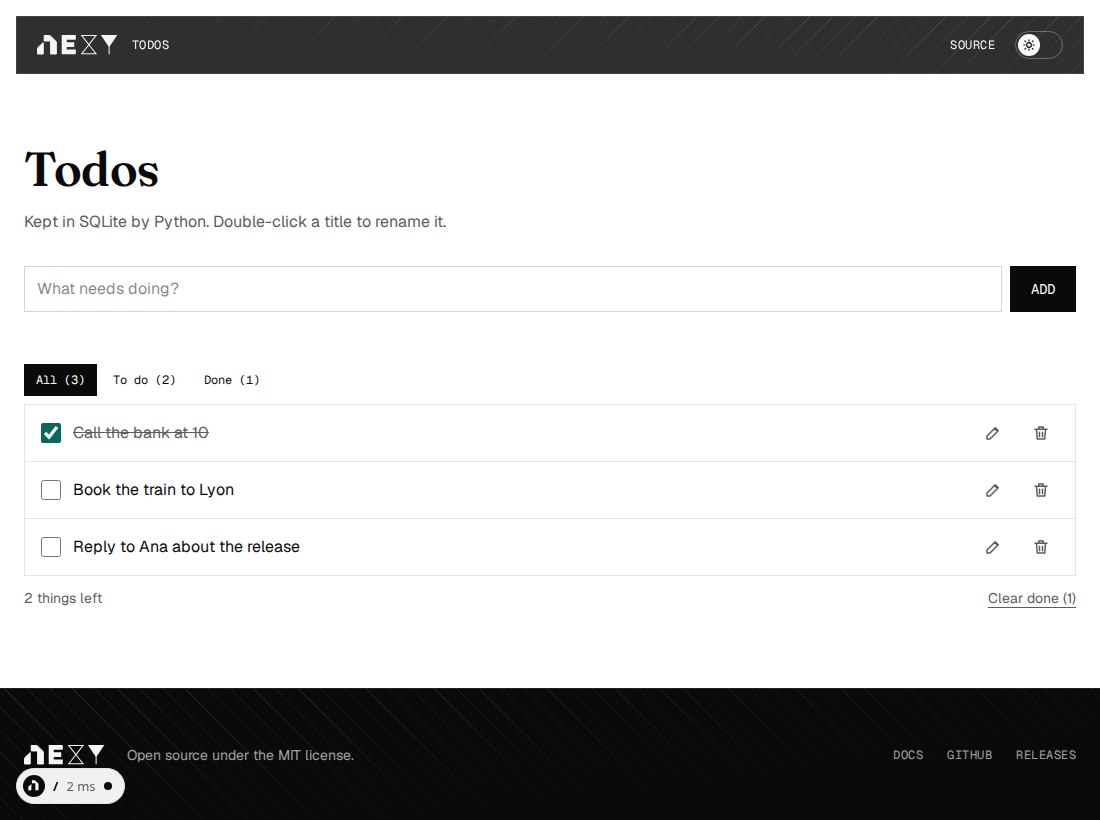 NEXY TODOS SOURCE
Todos
Kept in SQLite by Python. Double-click a title to rename it.
What needs doing? ADD
All (3) To do (2) Done (1)
Call the bank at 10
Book the train to Lyon
Reply to Ana about the release
2 things left Clear done (1)
NEXY Open source under the MIT license. DOCS GITHUB RELEASES
/ 2 ms